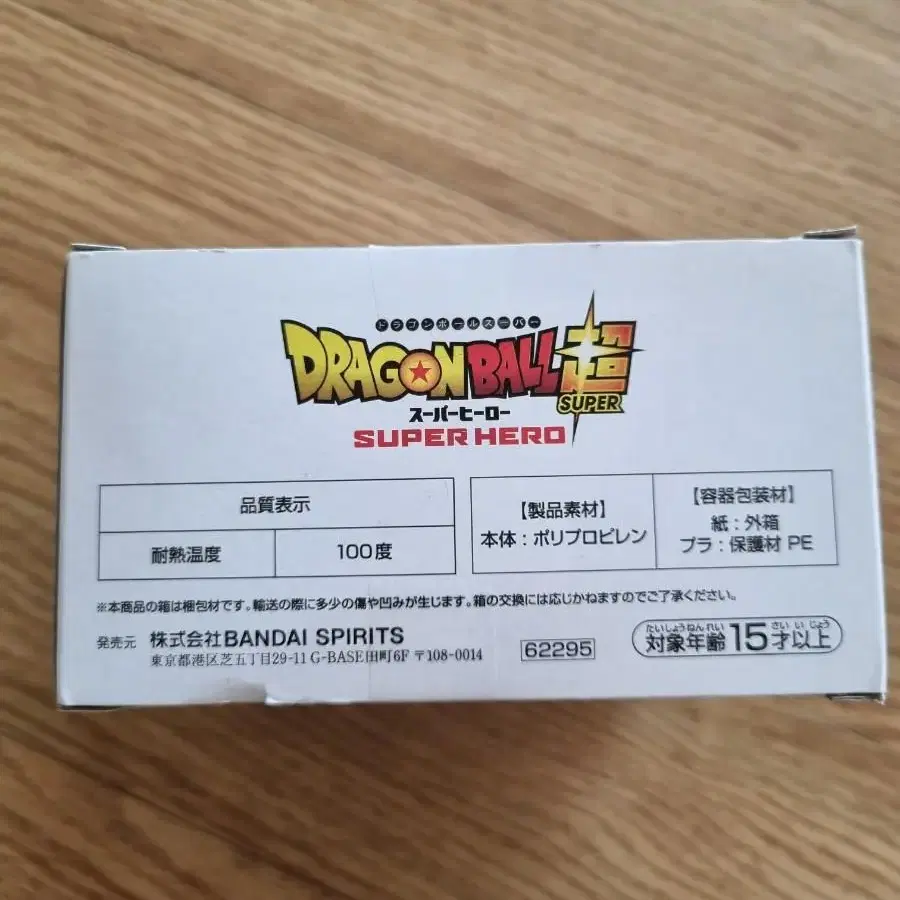 ドラゴンボールスーパー
DRAGON BALL超
SUPER
スーパーヒーロー
SUPER HERO
品質表示
耐熱温度 100度
【製品素材】
本体：ポリプロピレン
【容器包装材】
紙：外箱
プラ：保護材 PE
※本商品の箱は梱包材です。輸送の際に多少の傷や凹みが生じます。箱の交換には応じかねますのでご了承ください。
発売元 株式会社BANDAI SPIRITS
東京都港区芝五丁目29-11 G-BASE田町6F 〒108-0014
62295
たいしょうねんれい さい いじょう
対象年齢15才以上